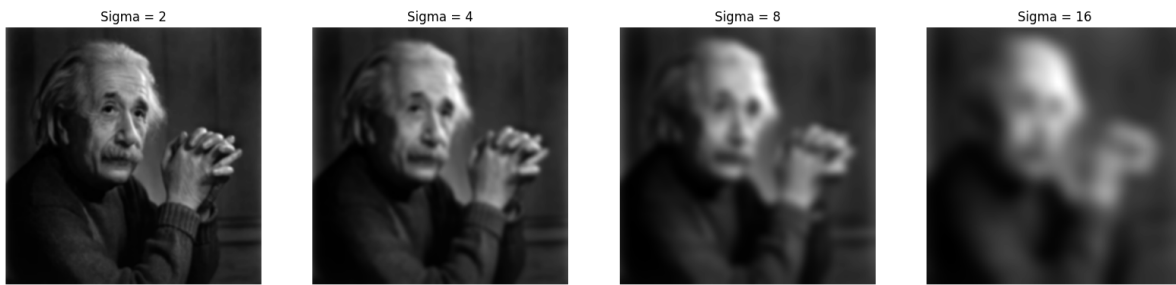 Sigma = 2
Sigma = 4
Sigma = 8
Sigma = 16